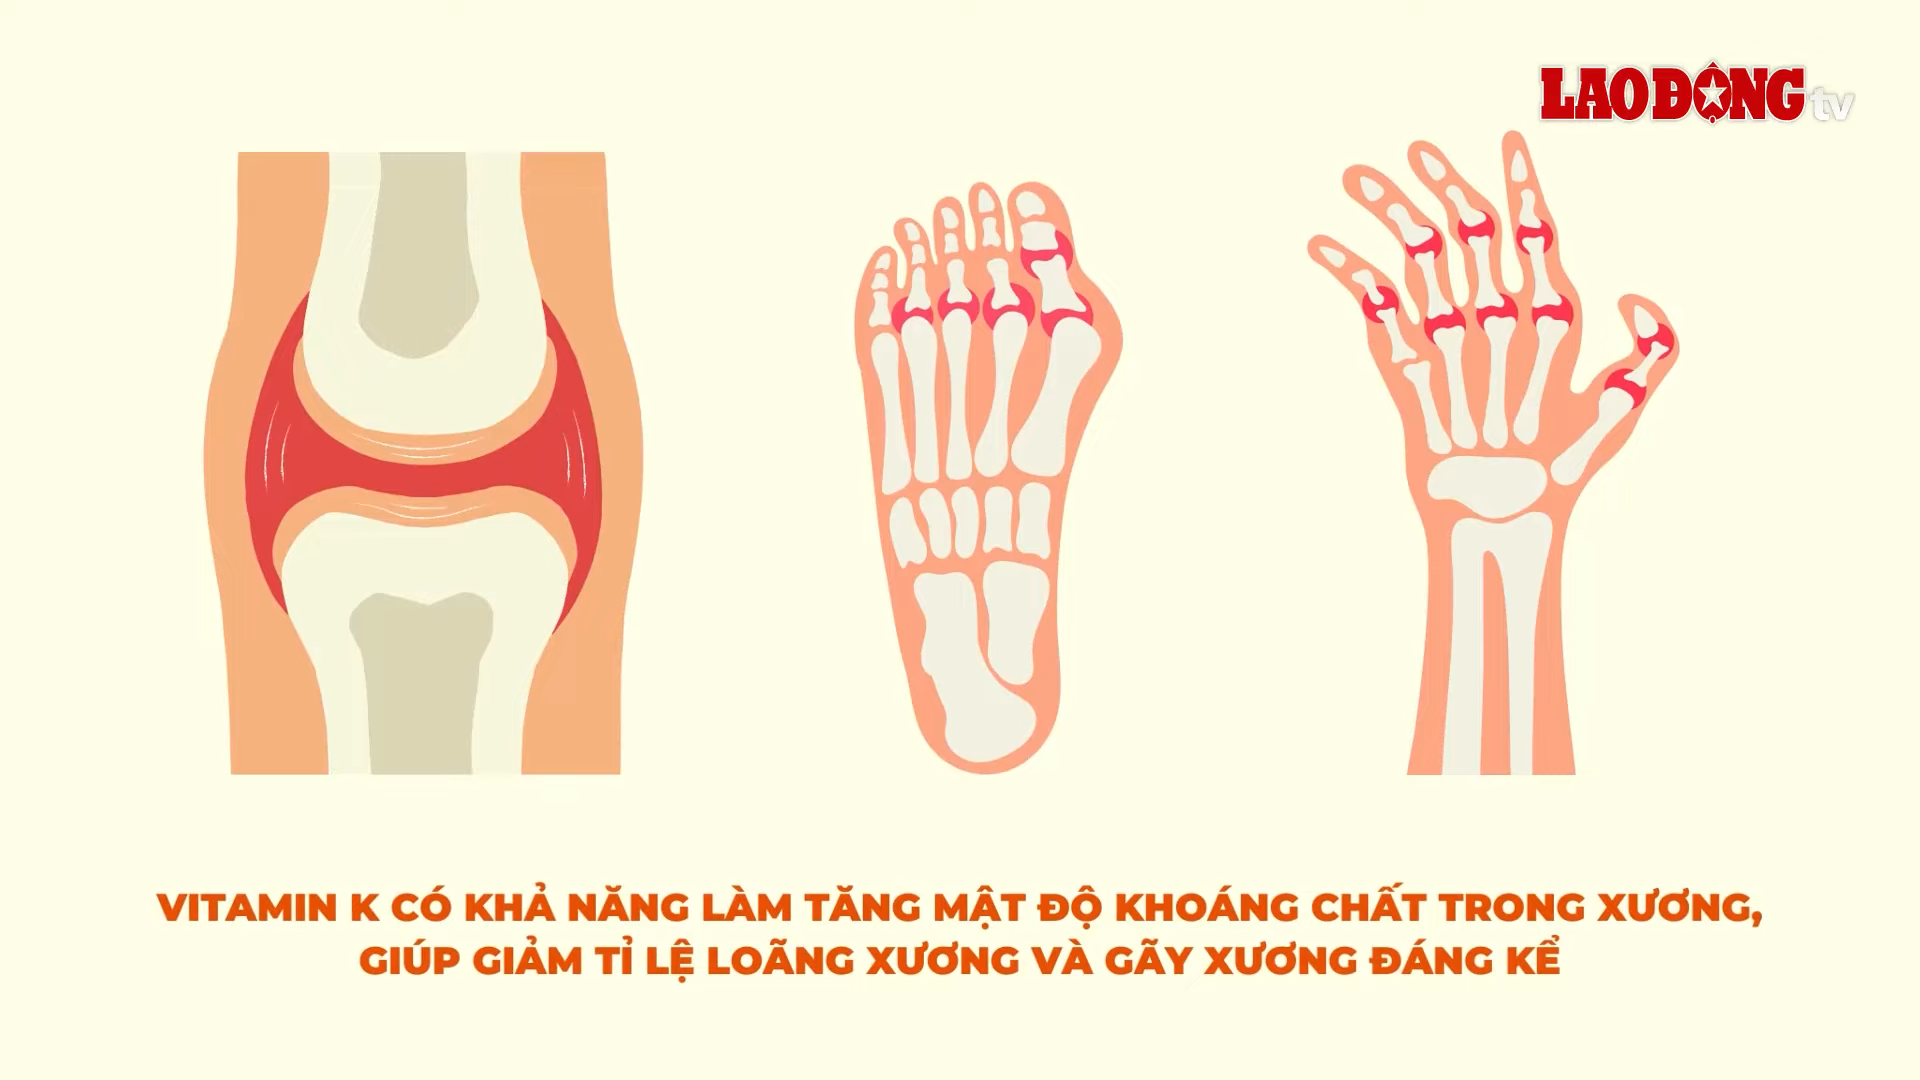 LAO ĐỘNG tv
VITAMIN K CÓ KHẢ NĂNG LÀM TĂNG MẬT ĐỘ KHOÁNG CHẤT TRONG XƯƠNG,
GIÚP GIẢM TỈ LỆ LOÃNG XƯƠNG VÀ GÃY XƯƠNG ĐÁNG KỂ